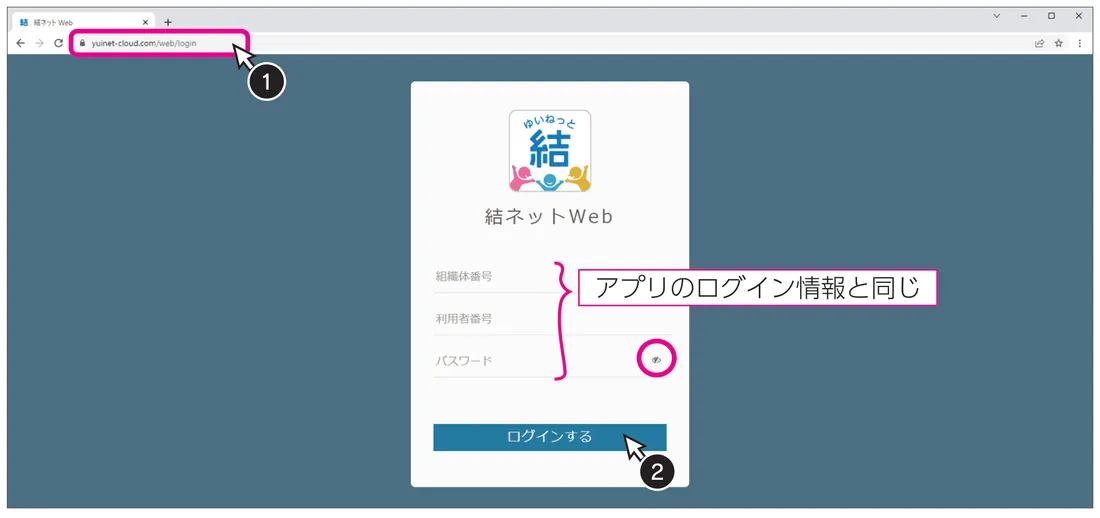 結 結ネット Web
yuinet-cloud.com/web/login
1
ゆいねっと
結
結ネットWeb
組織体番号
アプリのログイン情報と同じ
利用者番号
パスワード
ログインする
2